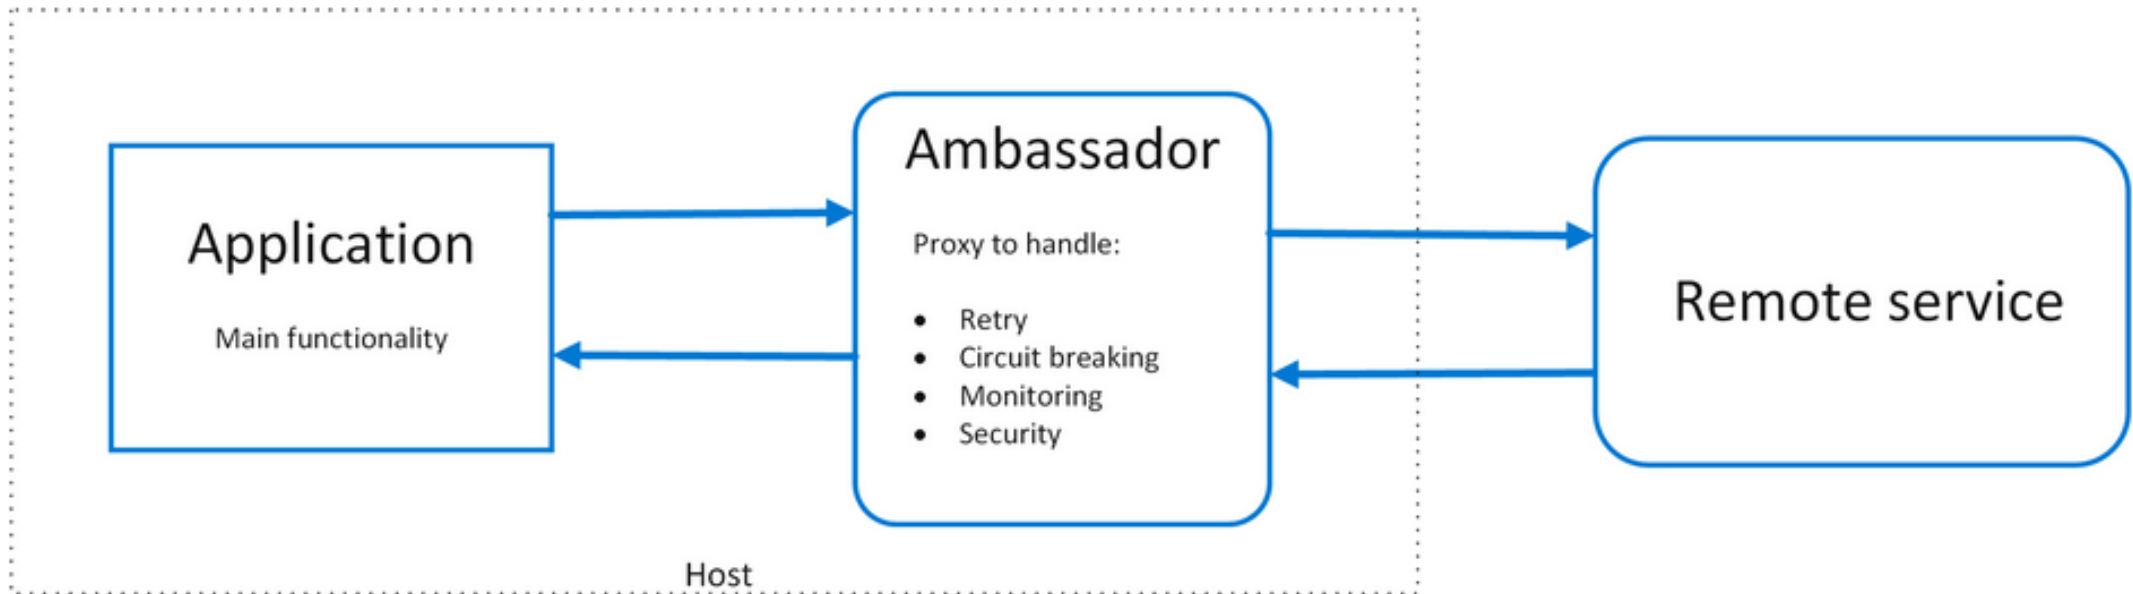 Application
Main functionality
Ambassador
Proxy to handle:
• Retry
• Circuit breaking
• Monitoring
• Security
Remote service
Host